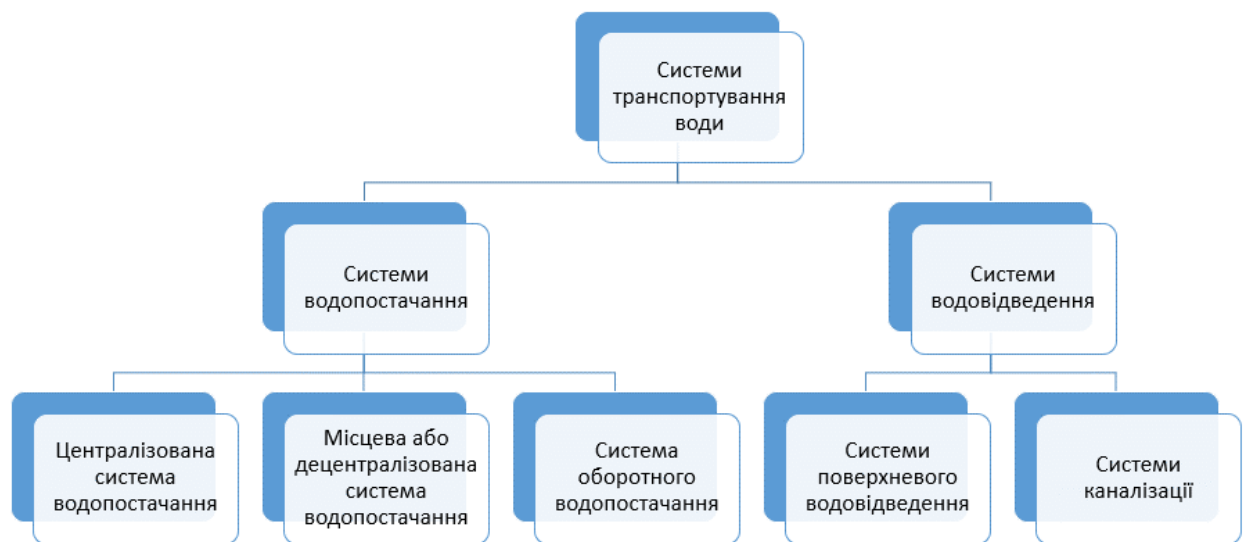 Системи
транспортування
води
Системи
водопостачання
Системи
водовідведення
Централізована
система
водопостачання
Місцева або
децентралізована
система
водопостачання
Система
оборотного
водопостачання
Системи
поверхневого
водовідведення
Системи
каналізації